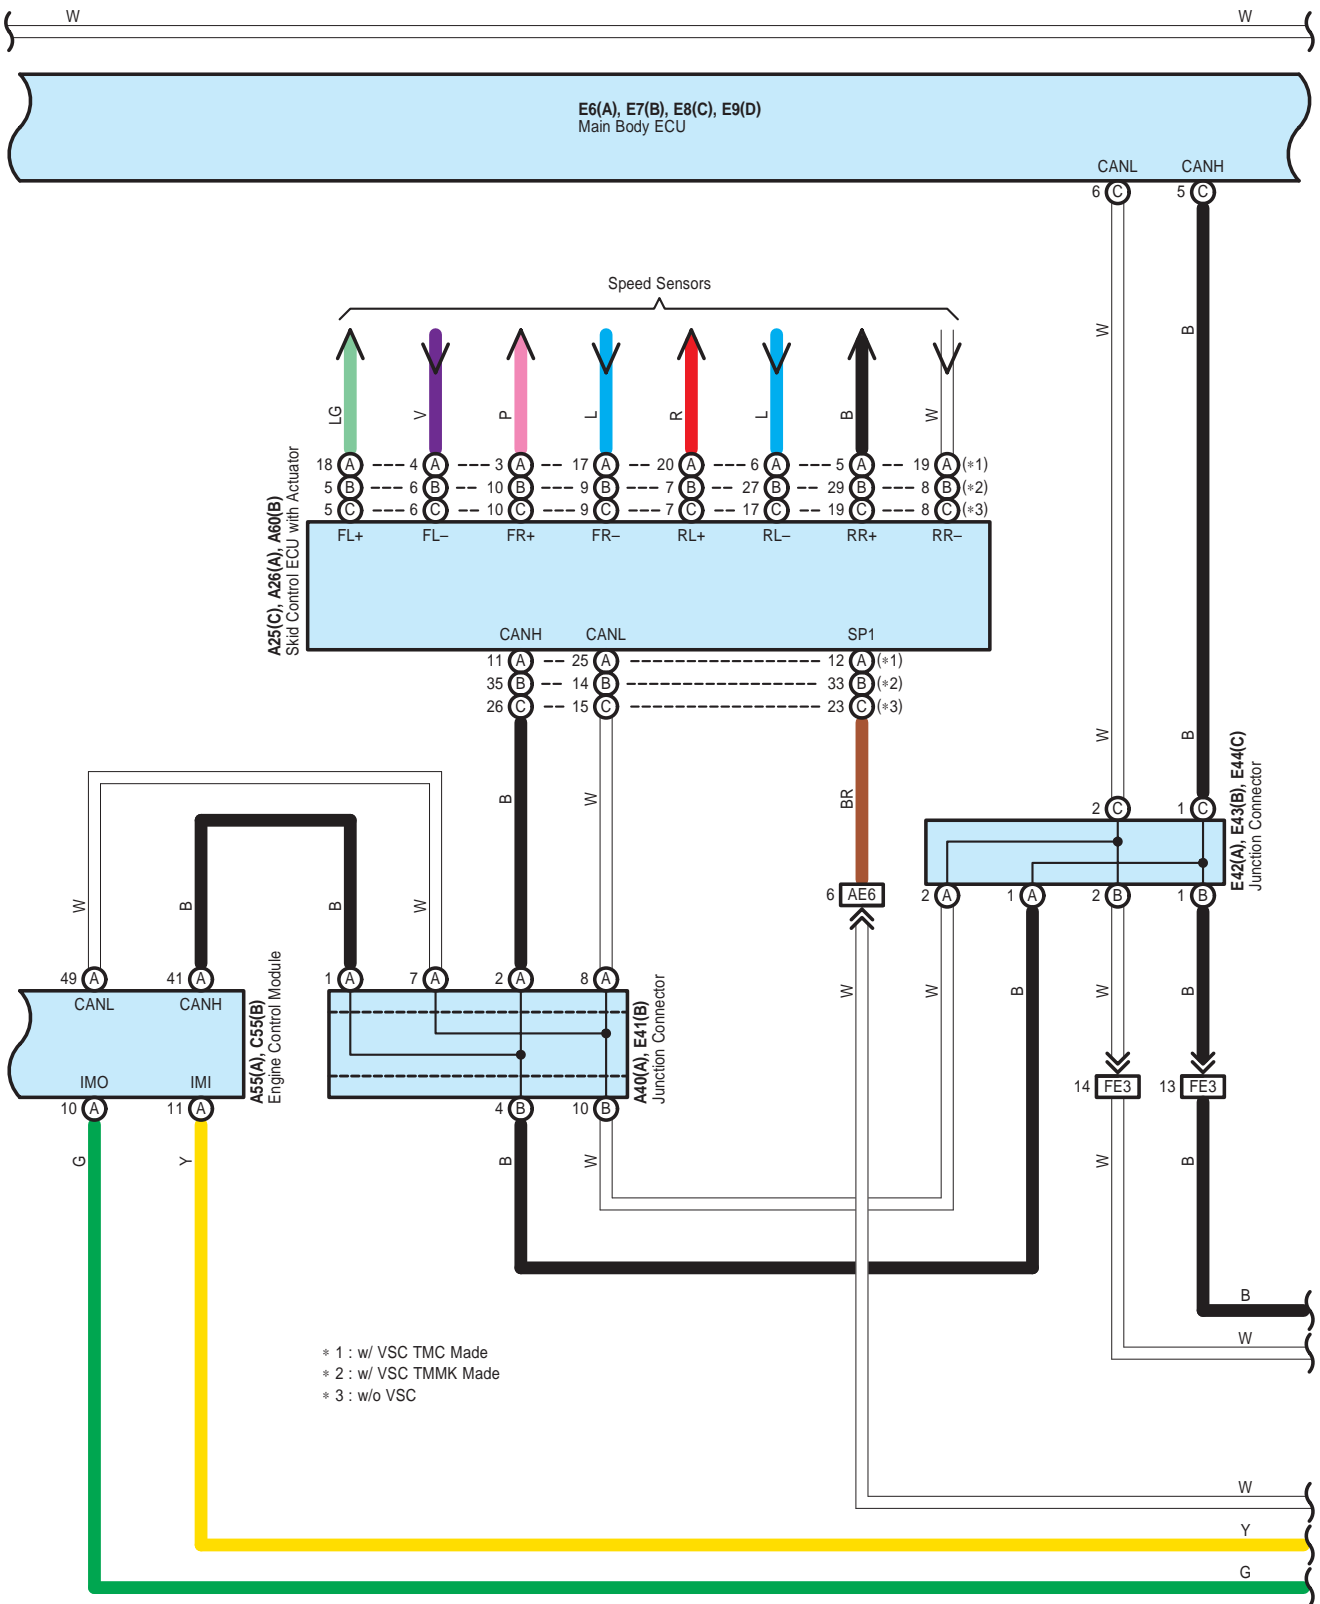 W W
E6(A), E7(B), E8(C), E9(D)
Main Body ECU
CANL CANH
6 C 5 C
Speed Sensors
W B
LG V P L R L B W
18 A 4 A 3 A 17 A 20 A 6 A 5 A 19 A (*1)
5 B 6 B 10 B 9 B 7 B 27 B 29 B 8 B (*2)
5 C 6 C 10 C 9 C 7 C 17 C 19 C 8 C (*3)
FL+ FL– FR+ FR– RL+ RL– RR+ RR–
A25(C), A26(A), A60(B)
Skid Control ECU with Actuator
CANH CANL SP1
11 A 25 A 12 A (*1)
35 B 14 B 33 B (*2)
26 C 15 C 23 C (*3)
W B
B W BR
2 C 1 C
E42(A), E43(B), E44(C)
Junction Connector
6 AE6 2 A 1 A 2 B 1 B
W B B W
49 A 41 A 1 A 7 A 2 A 8 A
W W B W B
CANL CANH
A55(A), C55(B)
Engine Control Module
A40(A), E41(B)
Junction Connector
IMO IMI
14 FE3 13 FE3
10 A 11 A 4 B 10 B
G Y B W W B
B
W
* 1 : w/ VSC TMC Made
* 2 : w/ VSC TMMK Made
* 3 : w/o VSC
W
Y
G